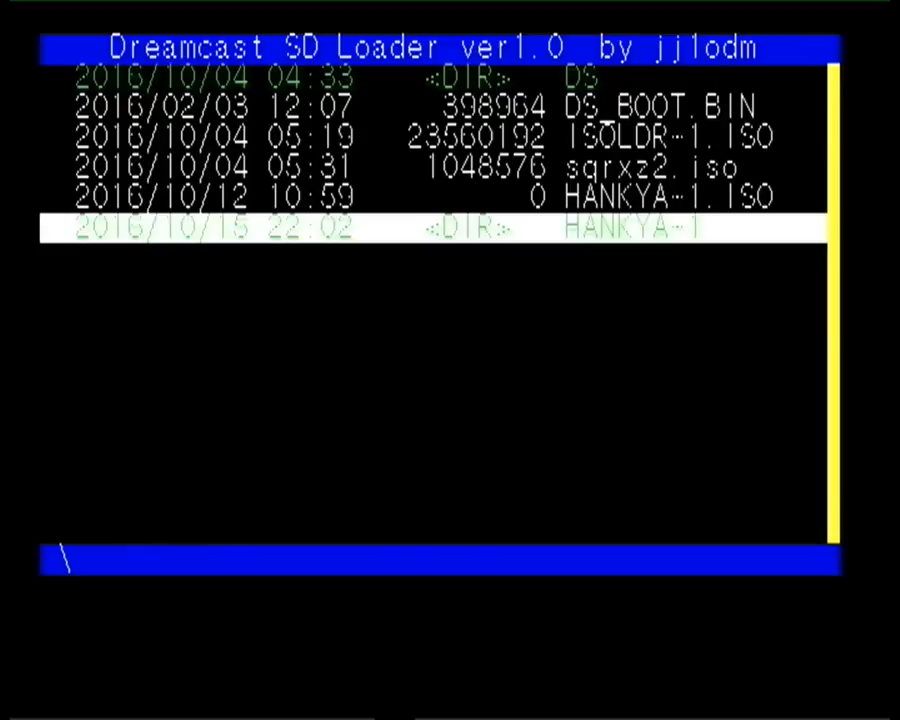 Dreamcast SD Loader ver1.0 by jj1odm
2016/10/04 04:33 <DIR> DS
2016/02/03 12:07 398964 DS_BOOT.BIN
2016/10/04 05:19 23560192 ISOLDR~1.ISO
2016/10/04 05:31 1048576 sqrxz2.iso
2016/10/12 10:59 0 HANKYA~1.ISO
2016/10/15 22:02 <DIR> HANKYA~1
\